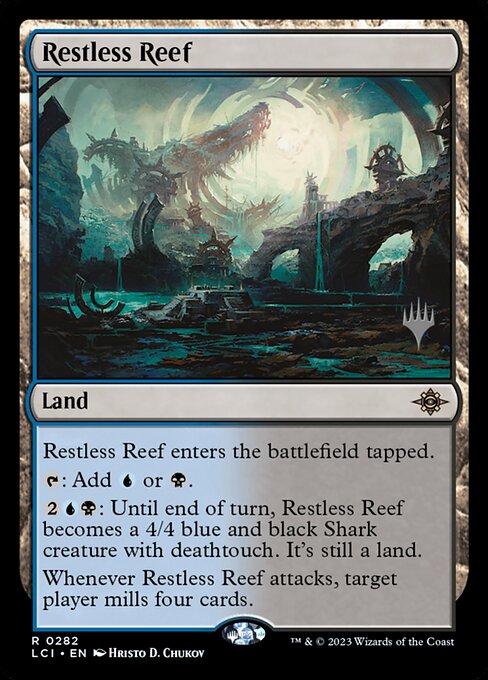 Restless Reef
Land
Restless Reef enters the battlefield tapped.
: Add or .
2 : Until end of turn, Restless Reef
becomes a 4/4 blue and black Shark
creature with deathtouch. It's still a land.
Whenever Restless Reef attacks, target
player mills four cards.
R 0282
LCI • EN HRISTO D. CHUKOV
™ & © 2023 Wizards of the Coast